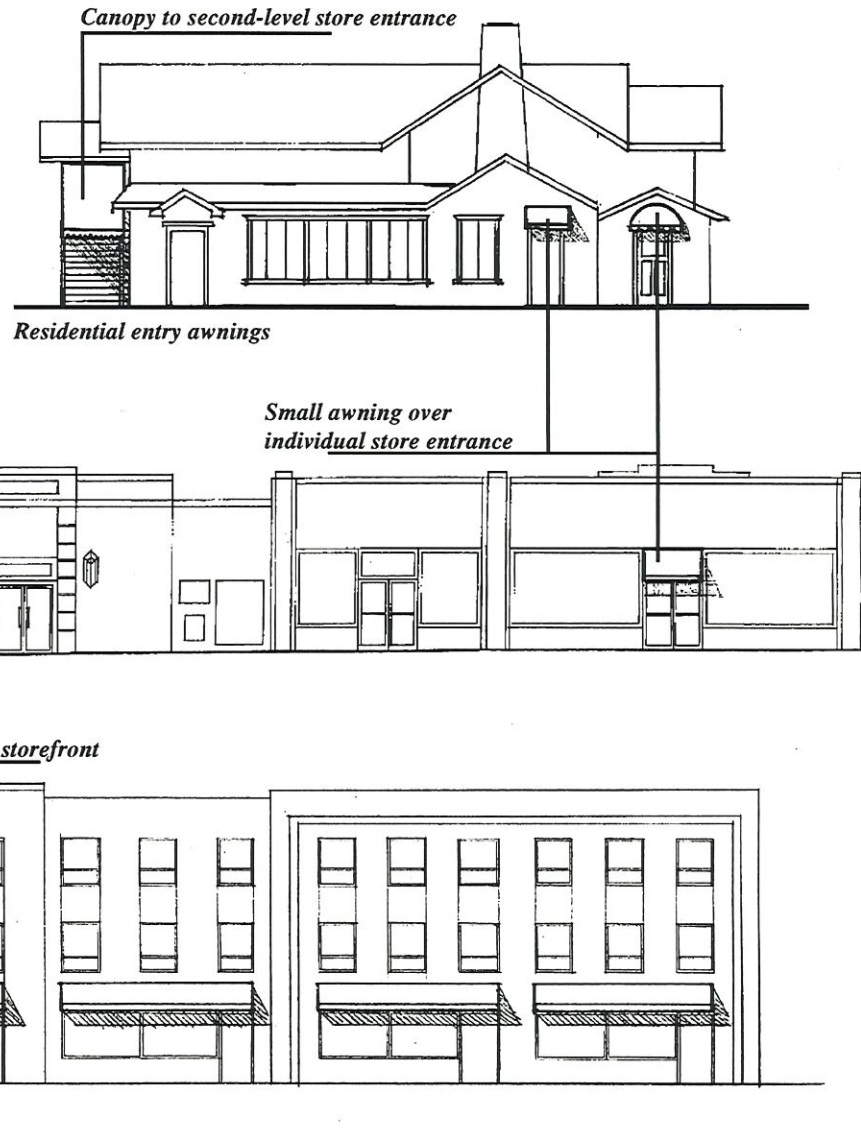 Canopy to second-level store entrance
Residential entry awnings
Small awning over
individual store entrance
storefront